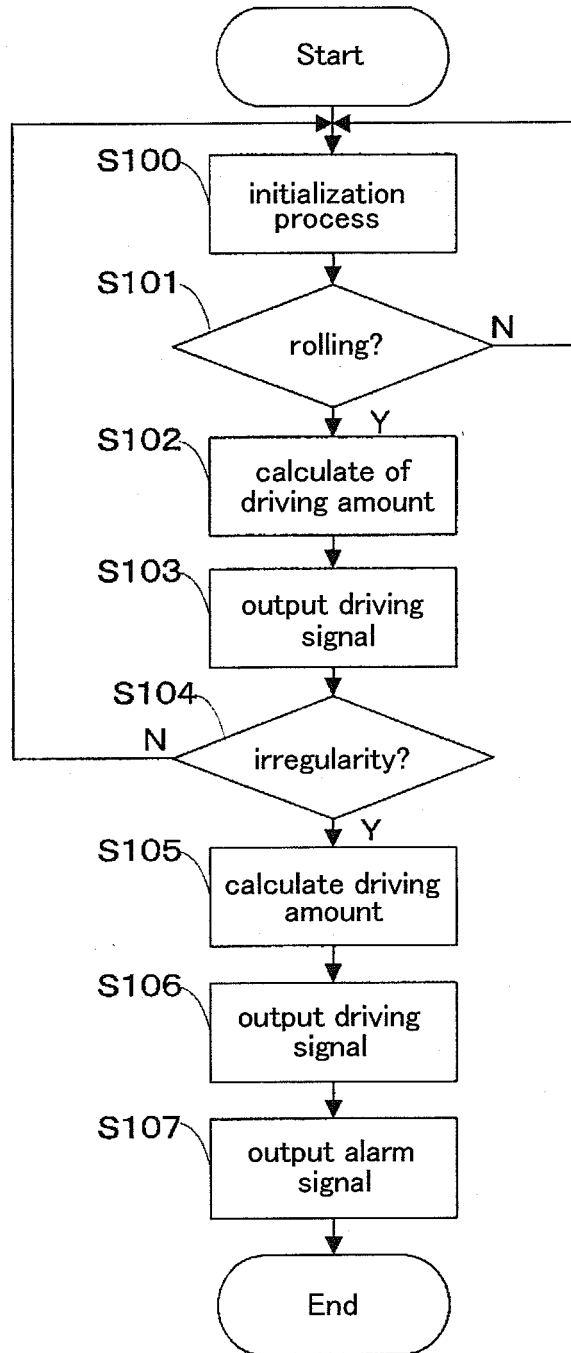 Start
S100
initialization
process
S101
rolling?
N
Y
S102
calculate of
driving amount
S103
output driving
signal
S104
N
irregularity?
Y
S105
calculate driving
amount
S106
output driving
signal
S107
output alarm
signal
End